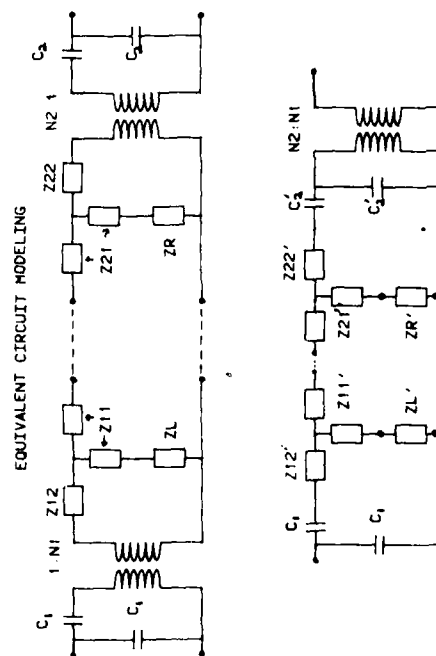 EQUIVALENT CIRCUIT MODELING
C₁
C₁
1:N1
Z12
Z11
ZL
Z21
ZR
Z22
N2 1
C₂
C₂
C₁
C₁
Z12'
Z11'
ZL'
Z21'
ZR'
Z22'
C₂'
C₂'
N2:N1